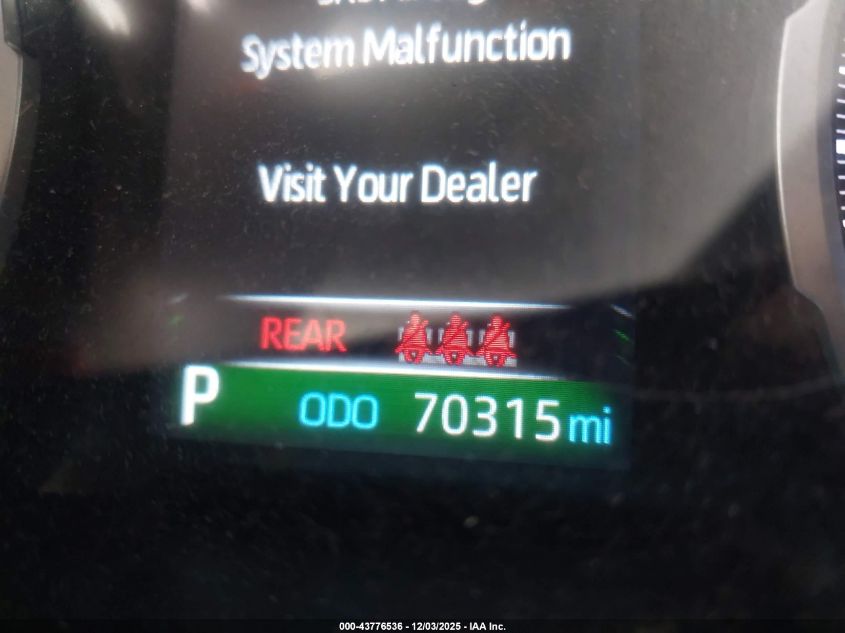 System Malfunction
Visit Your Dealer
REAR
P ODO 70315 mi
000-43776536 - 12/03/2025 - IAA Inc.